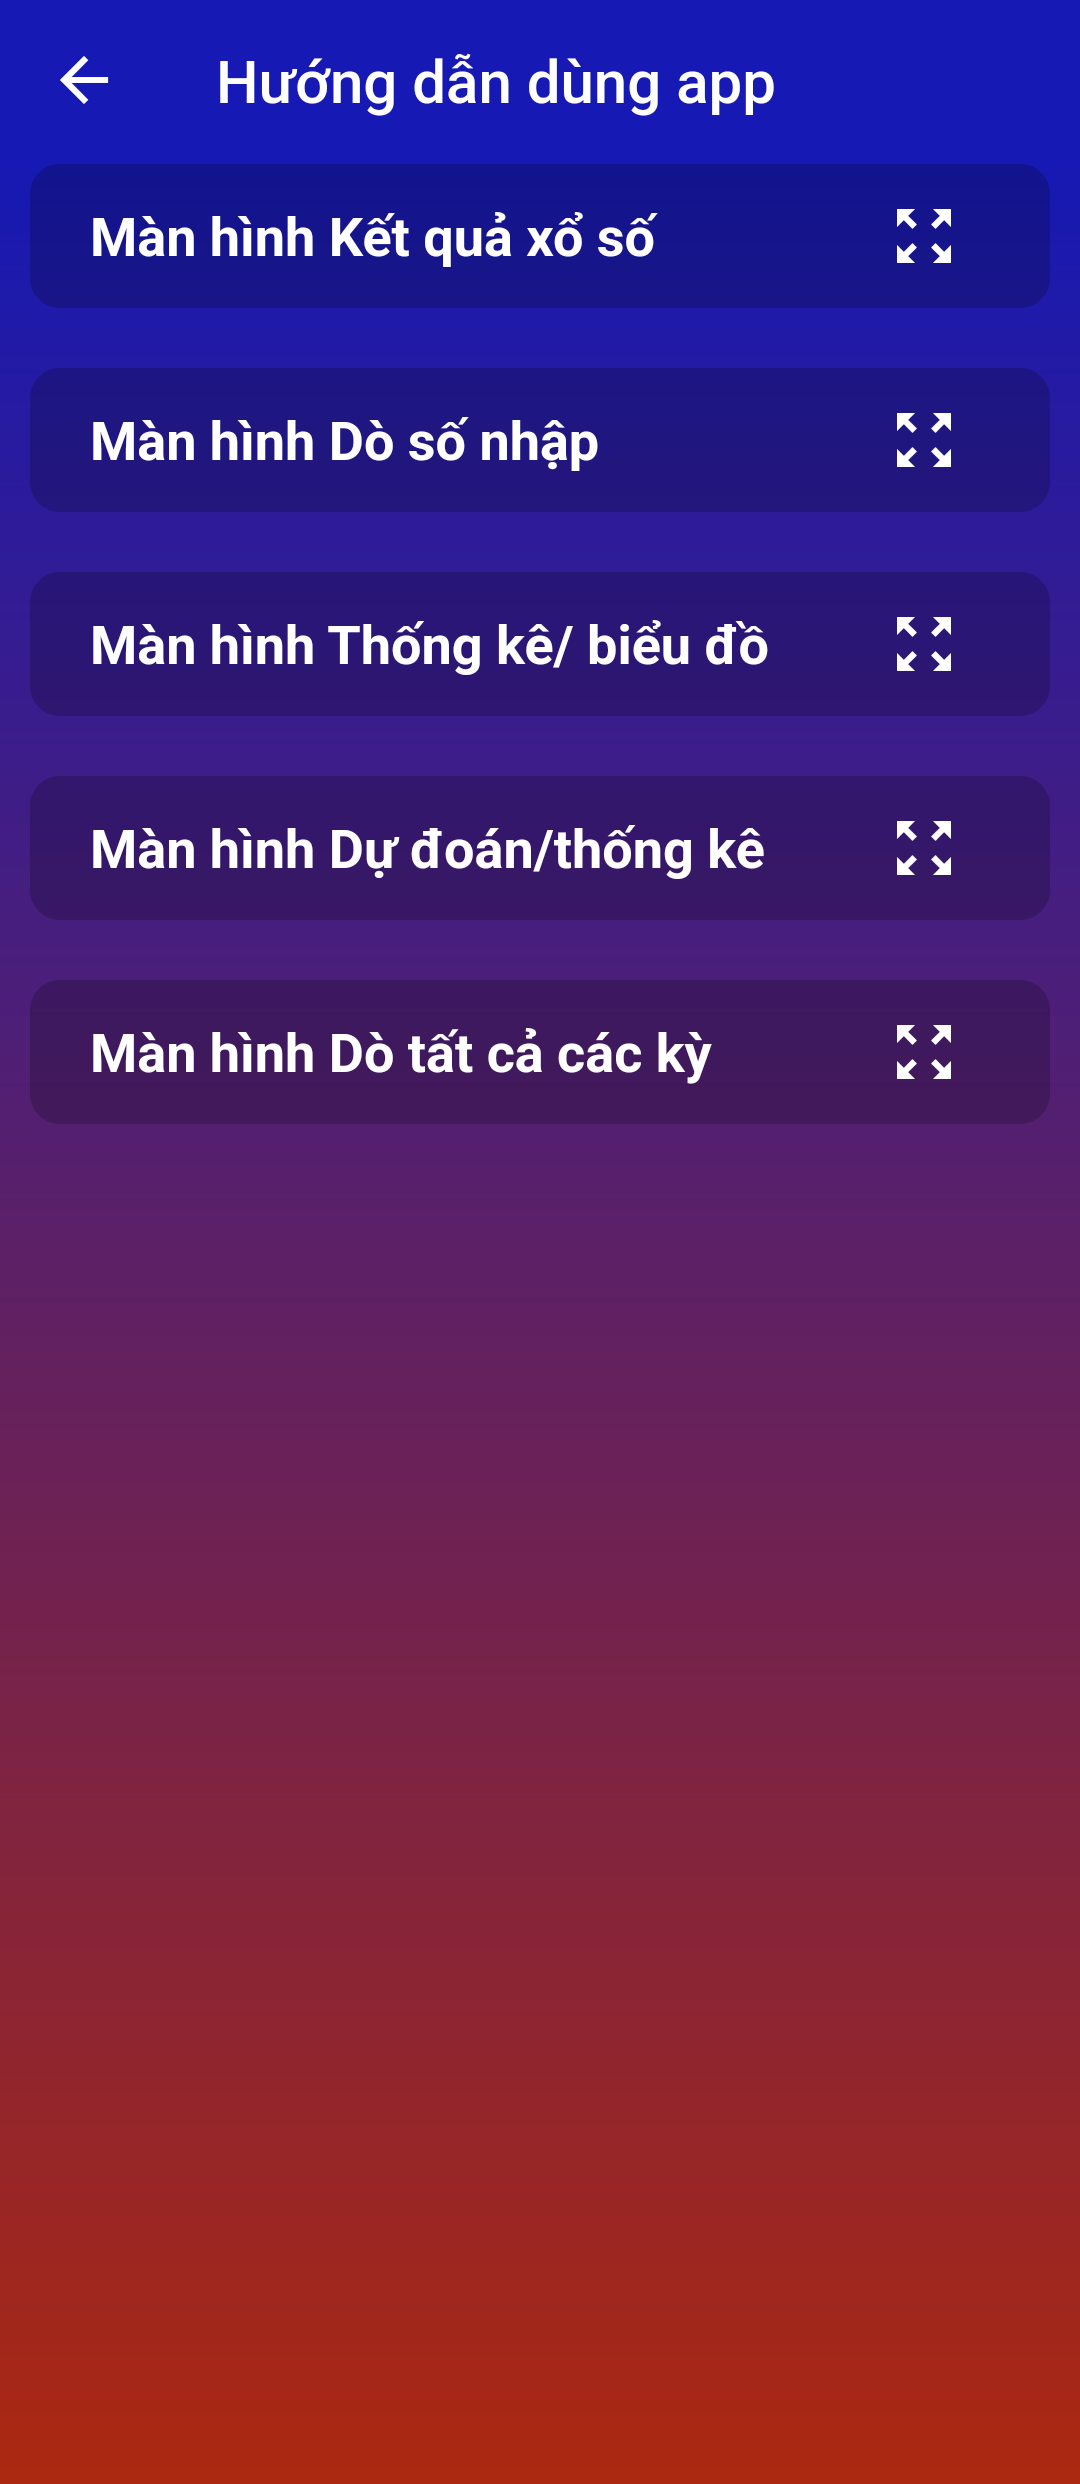 Hướng dẫn dùng app
Màn hình Kết quả xổ số
Màn hình Dò số nhập
Màn hình Thống kê/ biểu đồ
Màn hình Dự đoán/thống kê
Màn hình Dò tất cả các kỳ